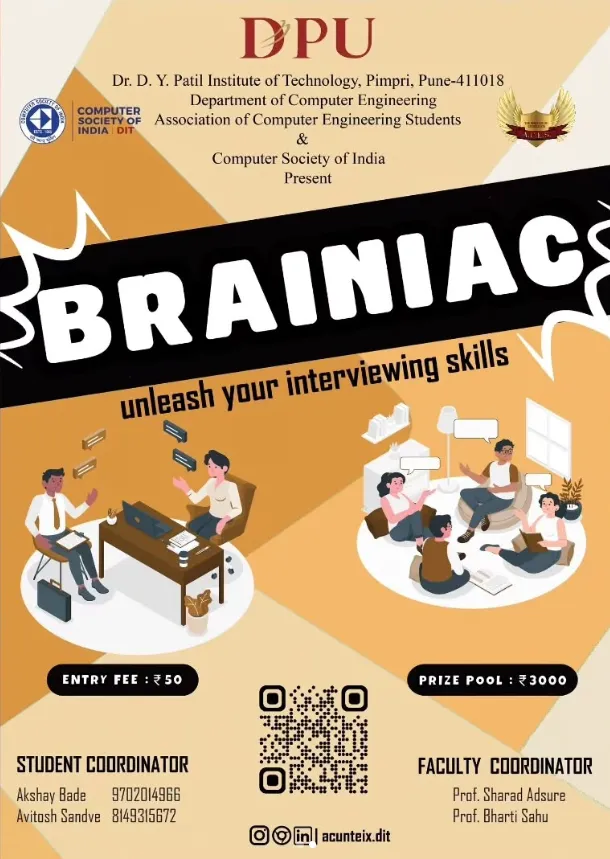 DPU
Dr. D. Y. Patil Institute of Technology, Pimpri, Pune-411018
Department of Computer Engineering
Association of Computer Engineering Students
&
Computer Society of India
Present
COMPUTER
SOCIETY OF
INDIA | DIT
BRAINIAC
unleash your interviewing skills
ENTRY FEE : ₹ 50
PRIZE POOL : ₹ 3000
STUDENT COORDINATOR
Akshay Bade 9702014966
Avitosh Sandve 8149315672
FACULTY COORDINATOR
Prof. Sharad Adsure
Prof. Bharti Sahu
in | acunteix.dit